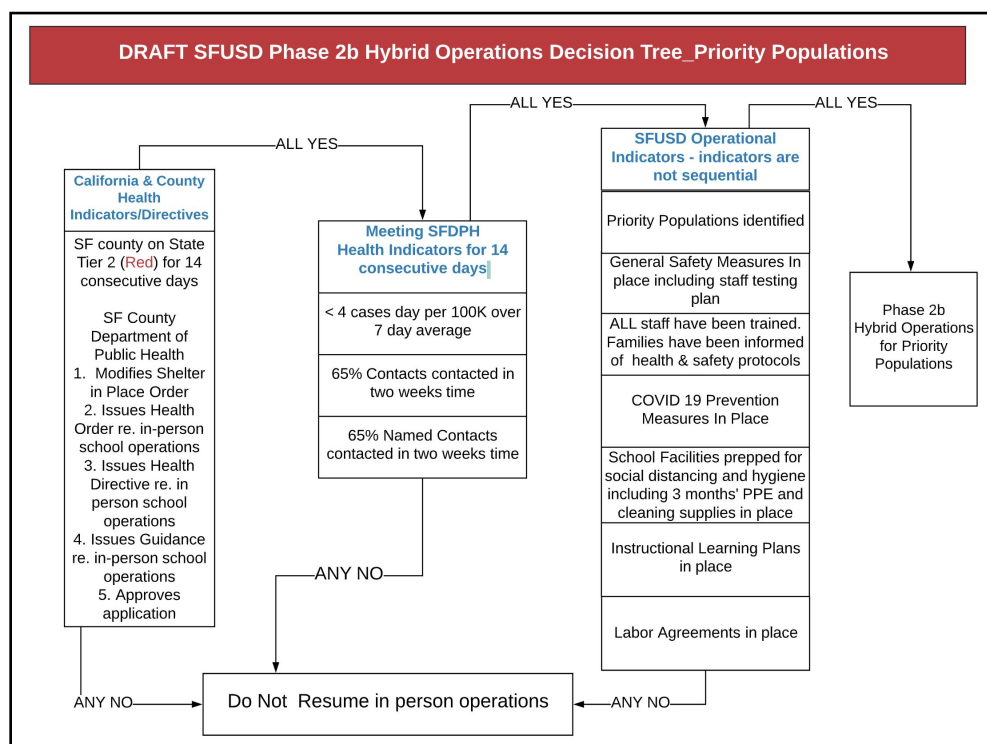 DRAFT SFUSD Phase 2b Hybrid Operations Decision Tree_Priority Populations
ALL YES
California & County
Health
Indicators/Directives
SF county on State
Tier 2 (Red) for 14
consecutive days
SF County
Department of
Public Health
1. Modifies Shelter
in Place Order
2. Issues Health
Order re. in-person
school operations
3. Issues Health
Directive re. in
person school
operations
4. Issues Guidance
re. in-person school
operations
5. Approves
application
ANY NO
ALL YES
Meeting SFDPH
Health Indicators for 14
consecutive days
< 4 cases day per 100K over
7 day average
65% Contacts contacted in
two weeks time
65% Named Contacts
contacted in two weeks time
ANY NO
ALL YES
SFUSD Operational
Indicators - indicators are
not sequential
Priority Populations identified
General Safety Measures In
place including staff testing
plan
ALL staff have been trained.
Families have been informed
of health & safety protocols
COVID 19 Prevention
Measures In Place
School Facilities prepped for
social distancing and hygiene
including 3 months' PPE and
cleaning supplies in place
Instructional Learning Plans
in place
Labor Agreements in place
ANY NO
Phase 2b
Hybrid Operations
for Priority
Populations
Do Not Resume in person operations